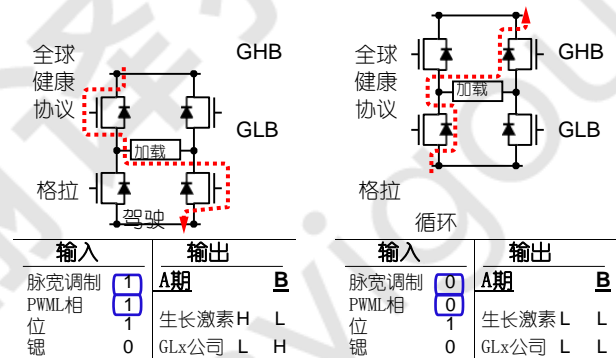 全球
健康
协议
GHB
GLB
加载
格拉
驾驶
输入 输出
脉宽调制 1 A期 B
PWML相 1
位 1 生长激素H L
锶 0 GLx公司 L H
全球
健康
协议
GHB
GLB
加载
格拉
循环
输入 输出
脉宽调制 0 A期 B
PWML相 0
位 1 生长激素L L
锶 0 GLx公司 L L